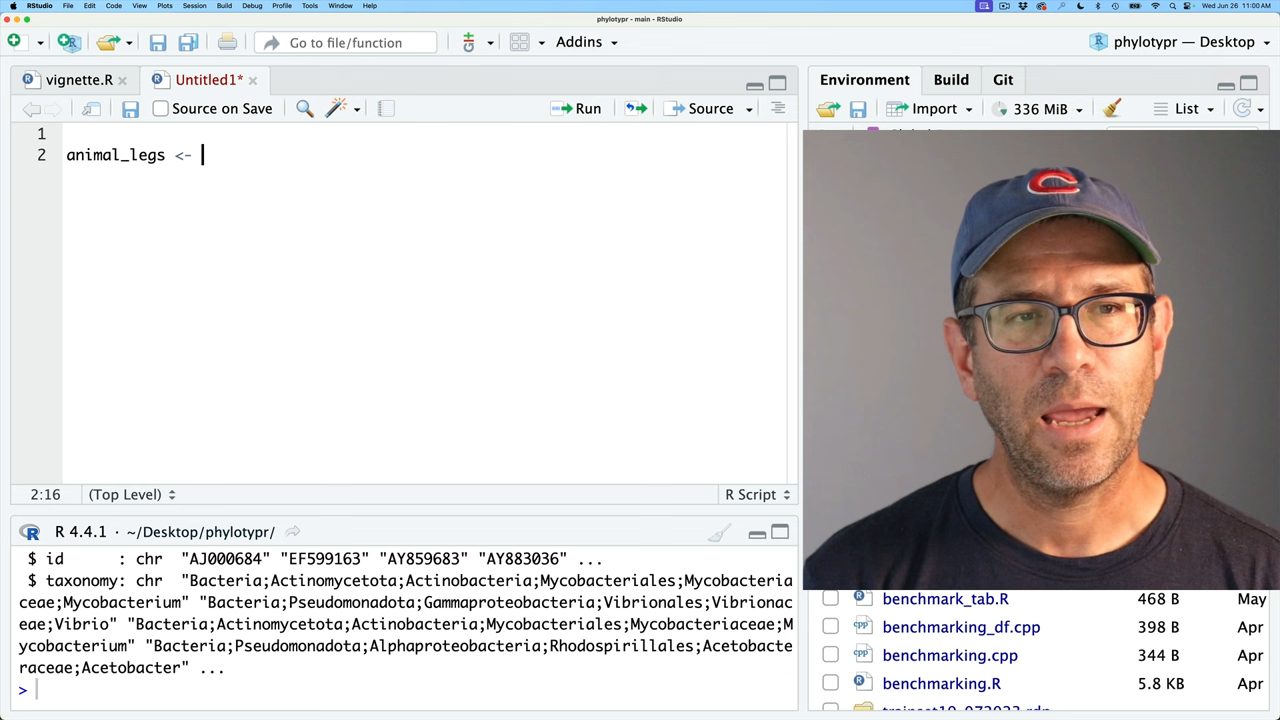 RStudio File Edit Code View Plots Session Build Debug Profile Tools Window Help Wed Jun 26 11:00 AM
phylotypr - main - RStudio
Go to file/function Addins phylotypr — Desktop
vignette.R Untitled1*
Source on Save Run Source
1
2 animal_legs <-
2:16 (Top Level) R Script
R 4.4.1 · ~/Desktop/phylotypr/
$ id : chr "AJ000684" "EF599163" "AY859683" "AY883036" ...
$ taxonomy: chr "Bacteria;Actinomycetota;Actinobacteria;Mycobacteriales;Mycobacteria
ceae;Mycobacterium" "Bacteria;Pseudomonadota;Gammaproteobacteria;Vibrionales;Vibrionac
eae;Vibrio" "Bacteria;Actinomycetota;Actinobacteria;Mycobacteriales;Mycobacteriaceae;M
ycobacterium" "Bacteria;Pseudomonadota;Alphaproteobacteria;Rhodospirillales;Acetobacte
raceae;Acetobacter" ...
>
Environment Build Git
Import 336 MiB List
C
benchmark_tab.R 468 B May
benchmarking_df.cpp 398 B Apr
benchmarking.cpp 344 B Apr
benchmarking.R 5.8 KB Apr